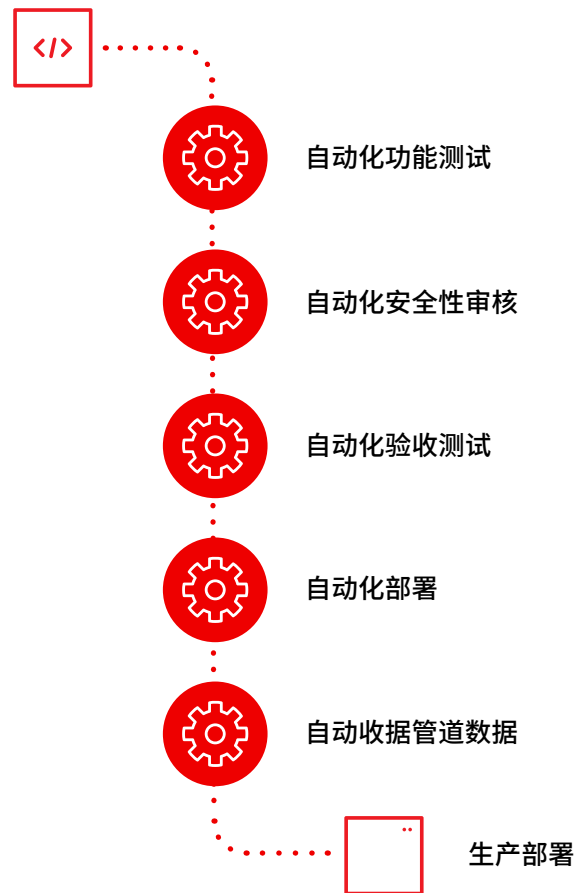 </>
自动化功能测试
自动化安全性审核
自动化验收测试
自动化部署
自动收据管道数据
生产部署